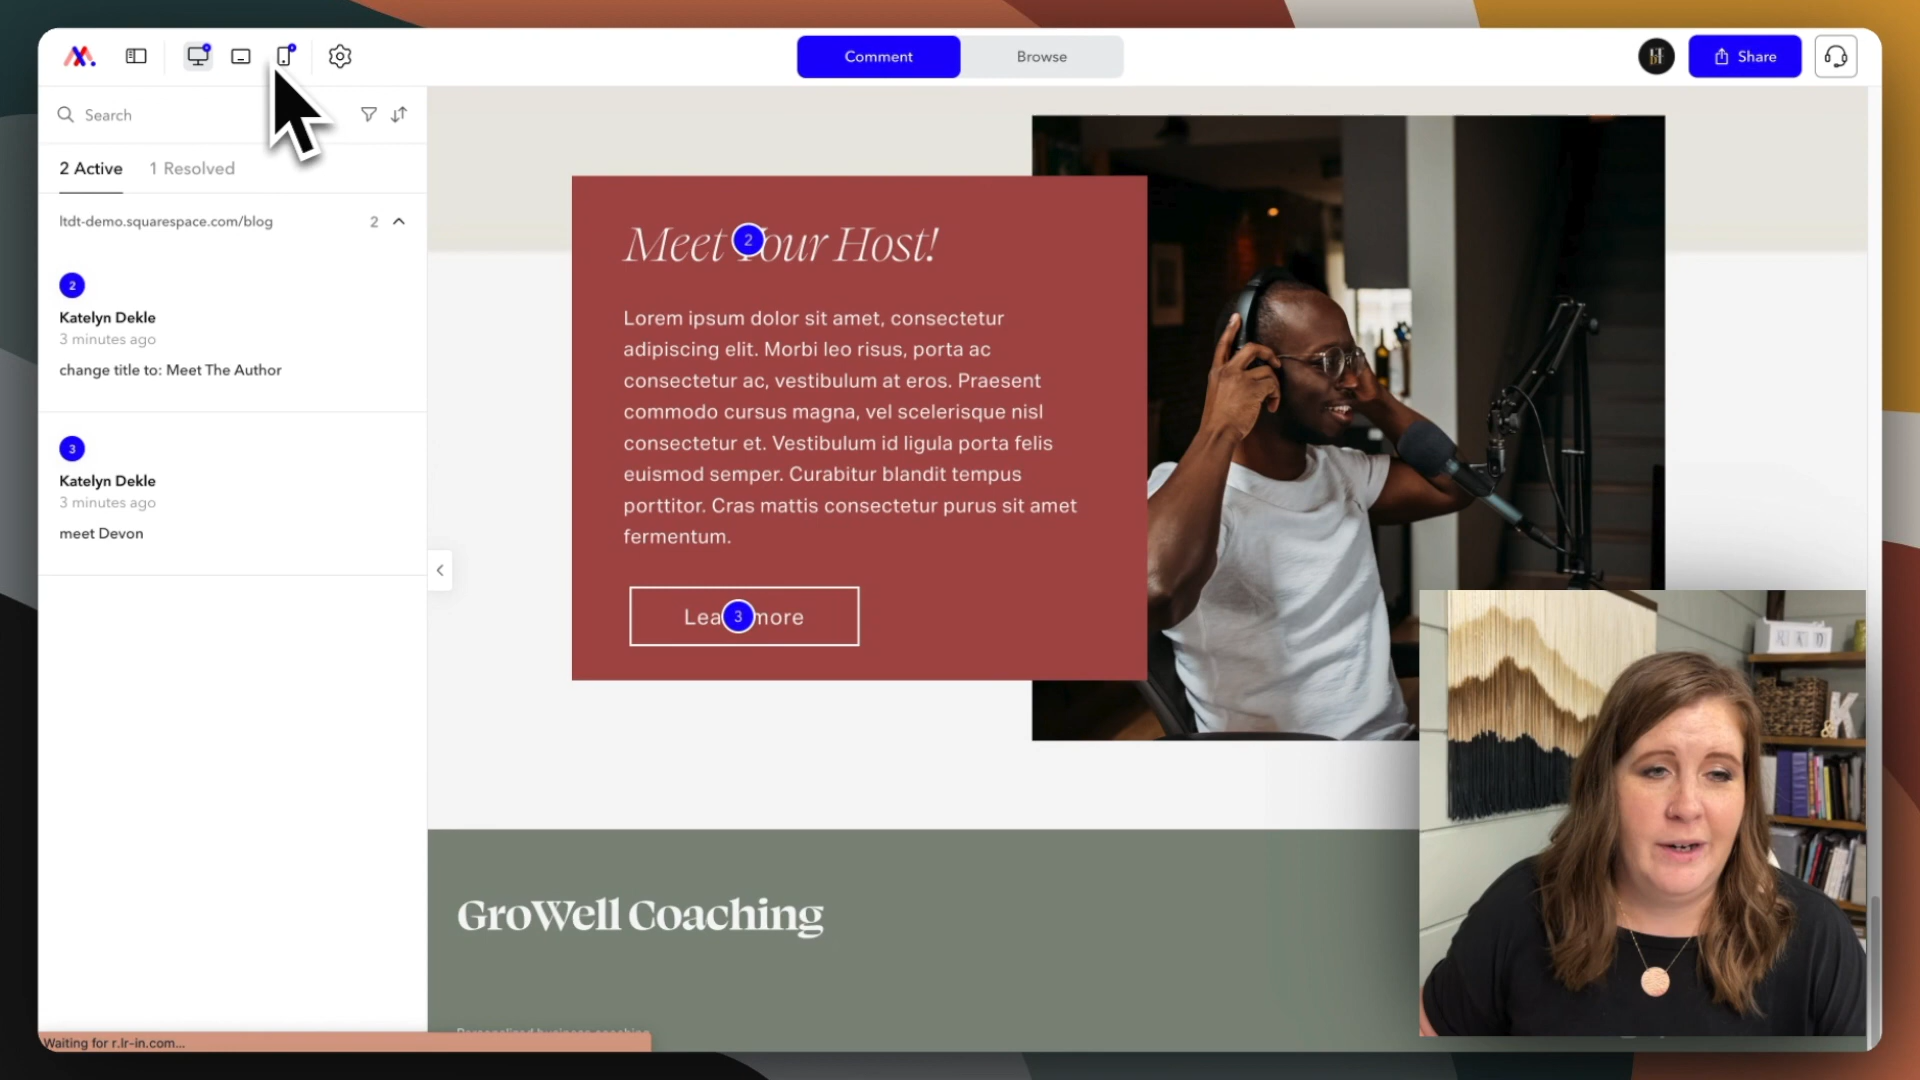 Comment
Browse
Share
Search
2 Active
1 Resolved
ltdt-demo.squarespace.com/blog
2
2
Katelyn Dekle
3 minutes ago
change title to: Meet The Author
3
Katelyn Dekle
3 minutes ago
meet Devon
Meet 2 Your Host!
Lorem ipsum dolor sit amet, consectetur
adipiscing elit. Morbi leo risus, porta ac
consectetur ac, vestibulum at eros. Praesent
commodo cursus magna, vel scelerisque nisl
consectetur et. Vestibulum id ligula porta felis
euismod semper. Curabitur blandit tempus
porttitor. Cras mattis consectetur purus sit amet
fermentum.
Lea 3 more
GroWell Coaching
Personalized business coaching
Waiting for r.lr-in.com...